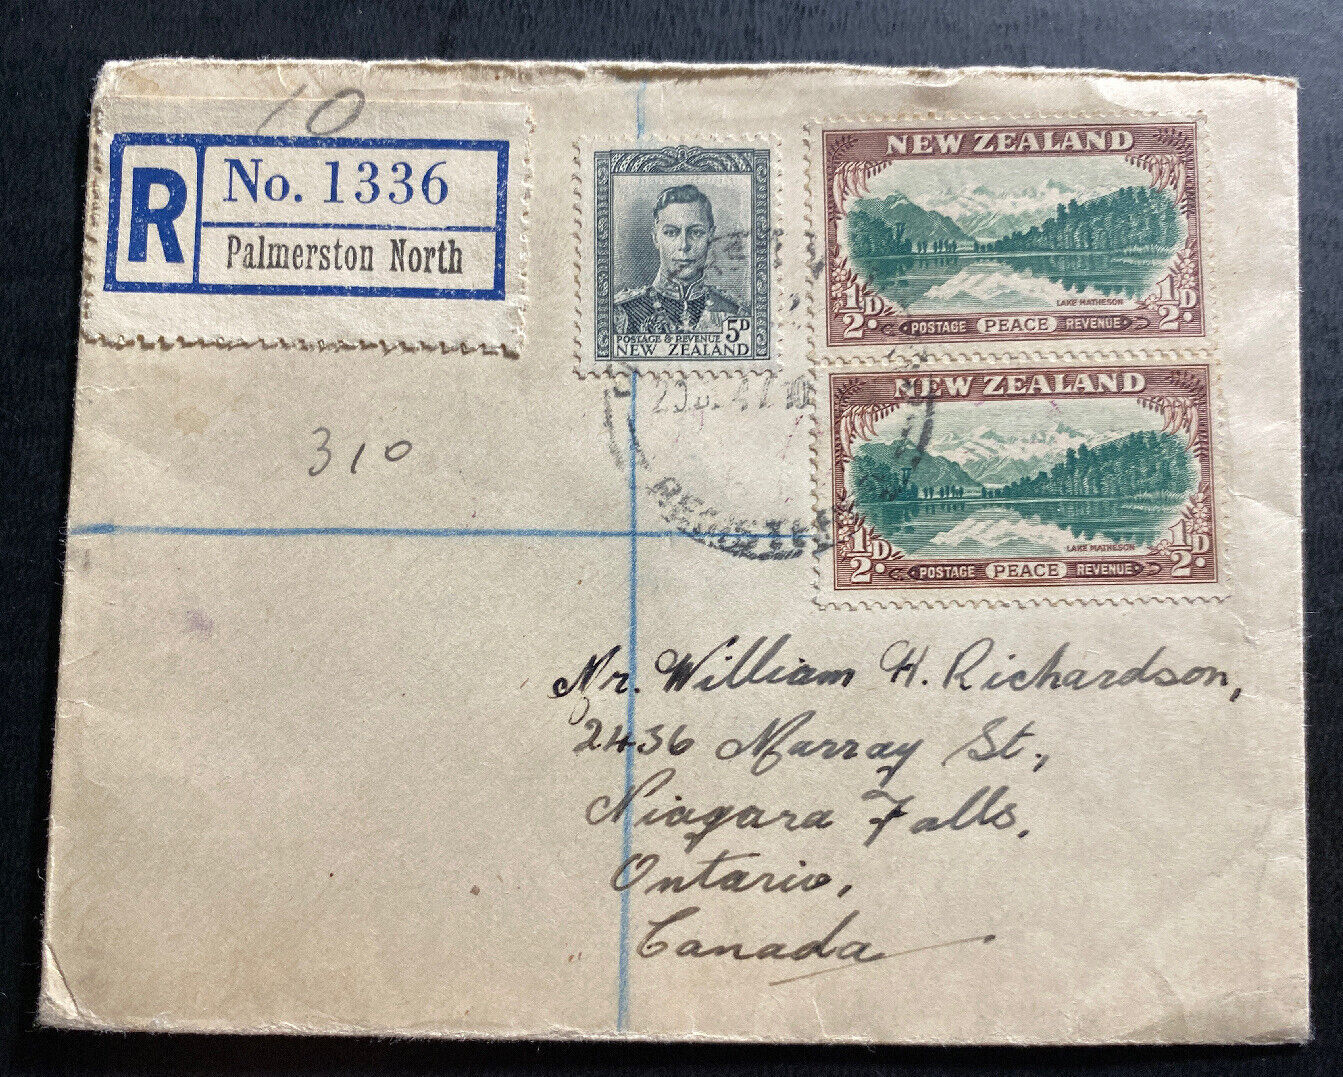 10
R
No. 1336
Palmerston North
310
5D
POSTAGE & REVENUE
NEW ZEALAND
NEW ZEALAND
LAKE MATHESON
½D. ½D.
POSTAGE PEACE REVENUE
NEW ZEALAND
LAKE MATHESON
½D. ½D.
POSTAGE PEACE REVENUE
Mr. William H. Richardson,
2436 Murray St.,
Niagara Falls,
Ontario,
Canada